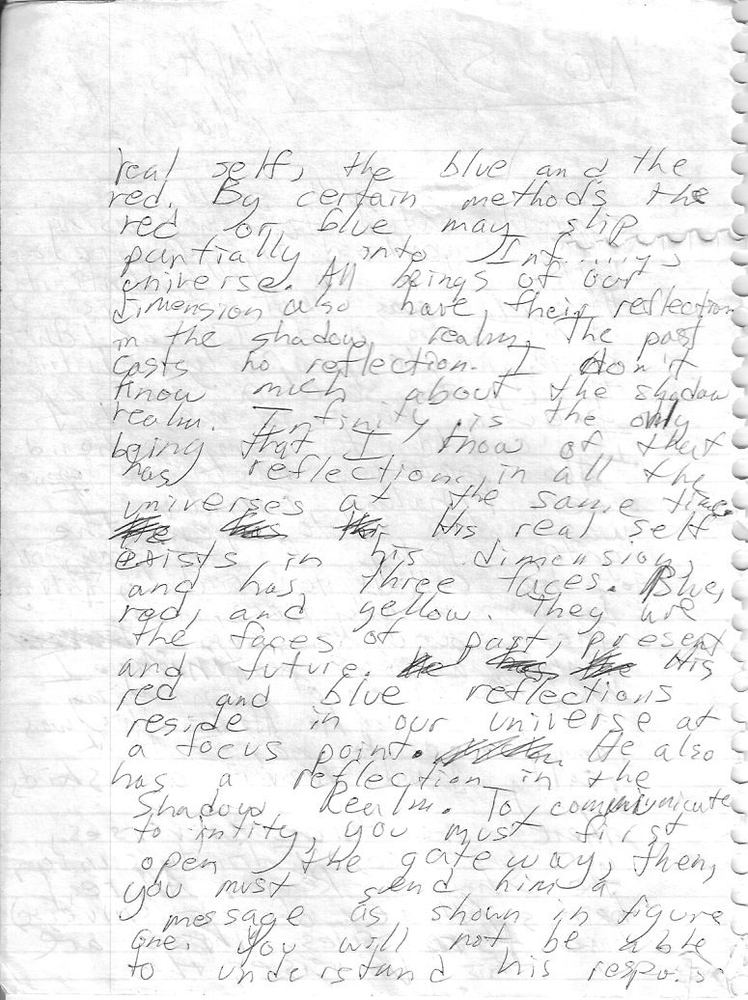 real self, the blue and the
red. By certain methods the
red or blue may slip
partially into
universe. All beings of our
dimension also have their reflection
in the shadow realm, the past
casts no reflection. I don't
know much about the shadow
realm. Infinity is the only
being that I know of that
has reflections in all the
universes at the same time.
His real self
exists in his dimension,
and has three faces. Blue,
red, and yellow. They are
the faces of past, present
and future. His
red and blue reflections
reside in our universe at
a focus point. He also
has a reflection in the
Shadow Realm. To communicate
to intity, you must first
open the gateway, then,
you must send him a
message as shown in figure
one. You will not be able
to understand his